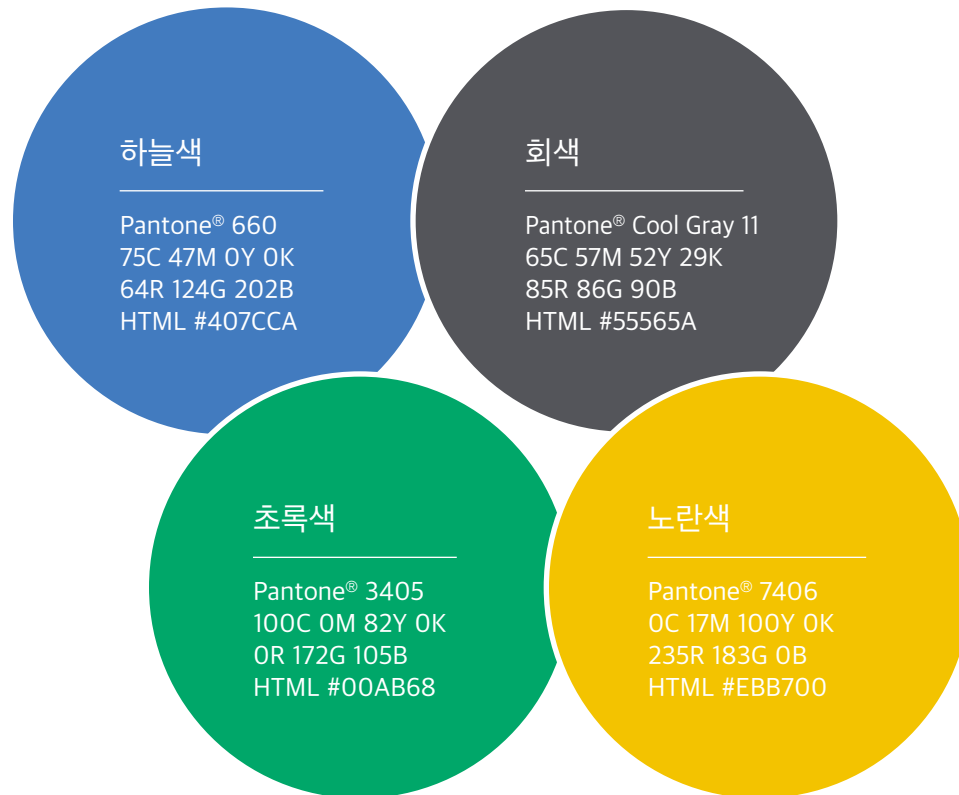 하늘색
Pantone® 660
75C 47M 0Y 0K
64R 124G 202B
HTML #407CCA
회색
Pantone® Cool Gray 11
65C 57M 52Y 29K
85R 86G 90B
HTML #55565A
초록색
Pantone® 3405
100C 0M 82Y 0K
0R 172G 105B
HTML #00AB68
노란색
Pantone® 7406
0C 17M 100Y 0K
235R 183G 0B
HTML #EBB700